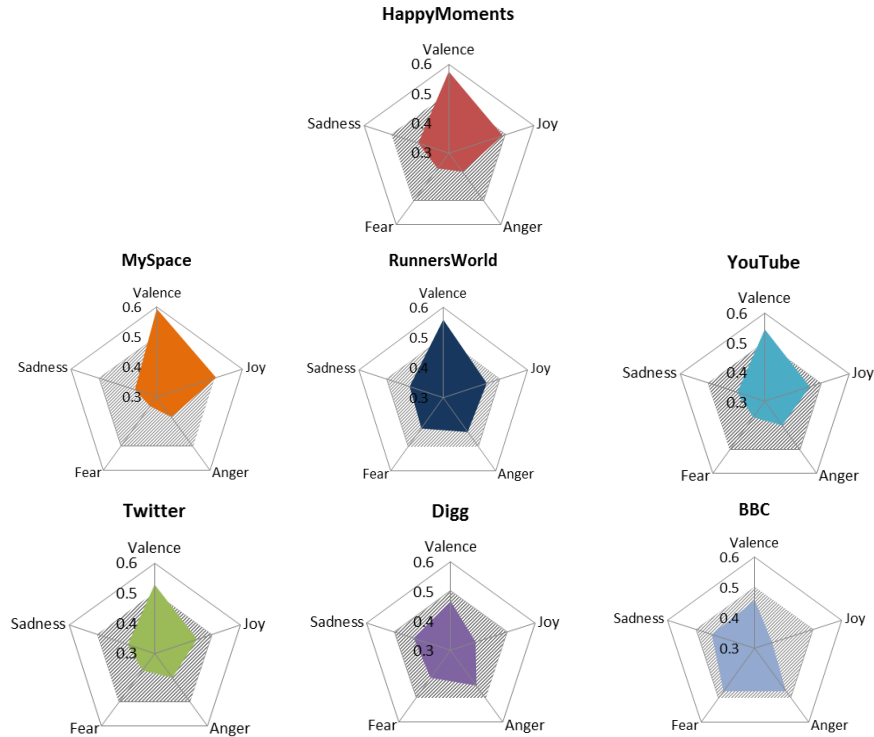 HappyMoments
Valence
0.6
0.5
Sadness
Joy
0.4
0.3
Fear
Anger
MySpace
Valence
0.6
0.5
Sadness
Joy
0.4
0.3
Fear
Anger
RunnersWorld
Valence
0.6
0.5
Sadness
Joy
0.4
0.3
Fear
Anger
YouTube
Valence
0.6
0.5
Sadness
Joy
0.4
0.3
Fear
Anger
Twitter
Valence
0.6
0.5
Sadness
Joy
0.4
0.3
Fear
Anger
Digg
Valence
0.6
0.5
Sadness
Joy
0.4
0.3
Fear
Anger
BBC
Valence
0.6
0.5
Sadness
Joy
0.4
0.3
Fear
Anger